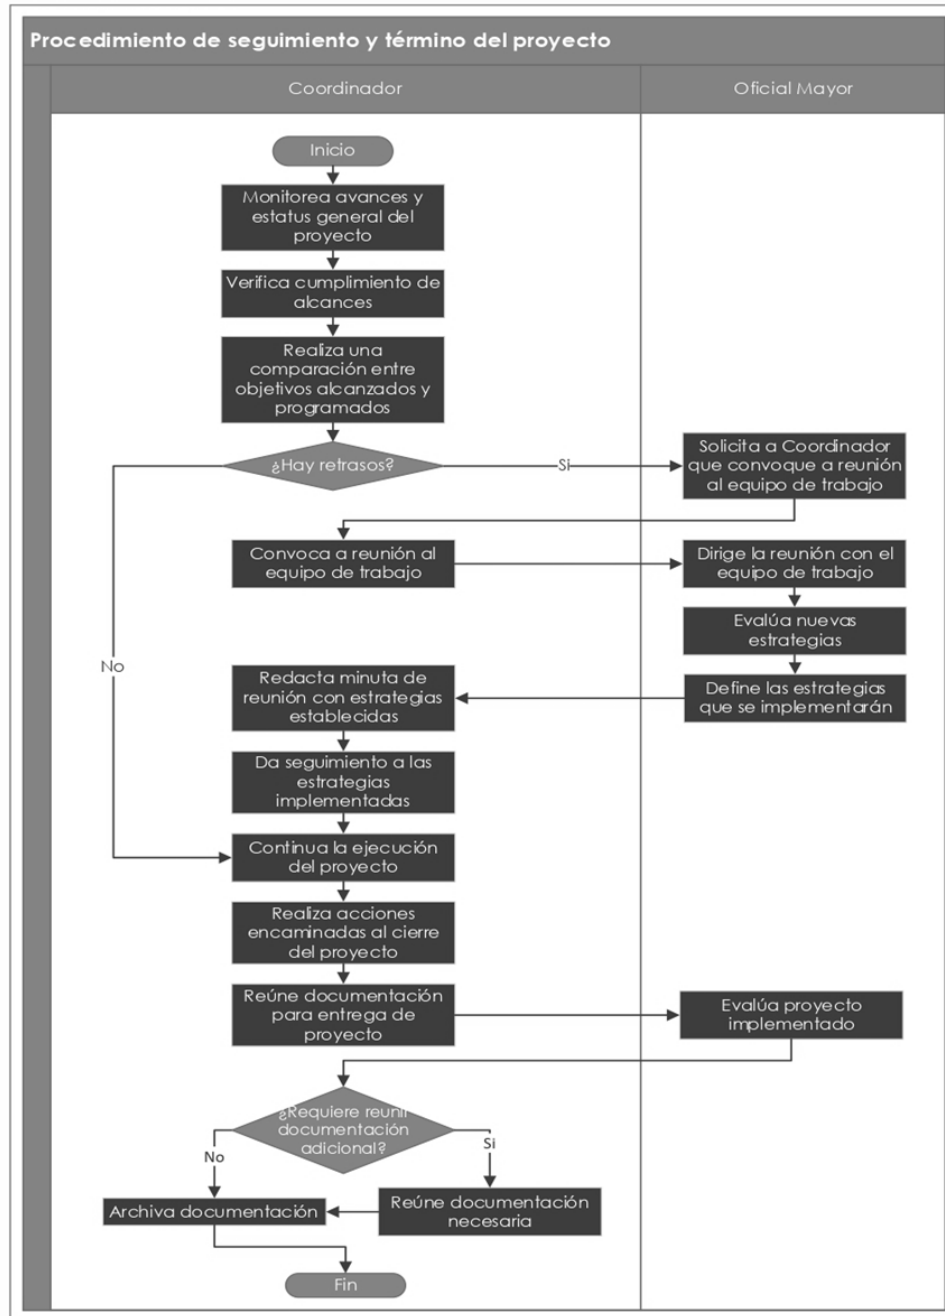 Procedimiento de seguimiento y término del proyecto
Coordinador
Oficial Mayor
Inicio
Monitorea avances y
estatus general del
proyecto
Verifica cumplimiento de
alcances
Realiza una
comparación entre
objetivos alcanzados y
programados
¿Hay retrasos?
Si
Solicita a Coordinador
que convoque a reunión
al equipo de trabajo
Convoca a reunión al
equipo de trabajo
Dirige la reunión con el
equipo de trabajo
Evalúa nuevas
estrategias
Define las estrategias
que se implementarán
No
Redacta minuta de
reunión con estrategias
establecidas
Da seguimiento a las
estrategias
implementadas
Continua la ejecución
del proyecto
Realiza acciones
encaminadas al cierre
del proyecto
Reúne documentación
para entrega de
proyecto
Evalúa proyecto
implementado
¿Requiere reunir
documentación
adicional?
No
Si
Archiva documentación
Reúne documentación
necesaria
Fin